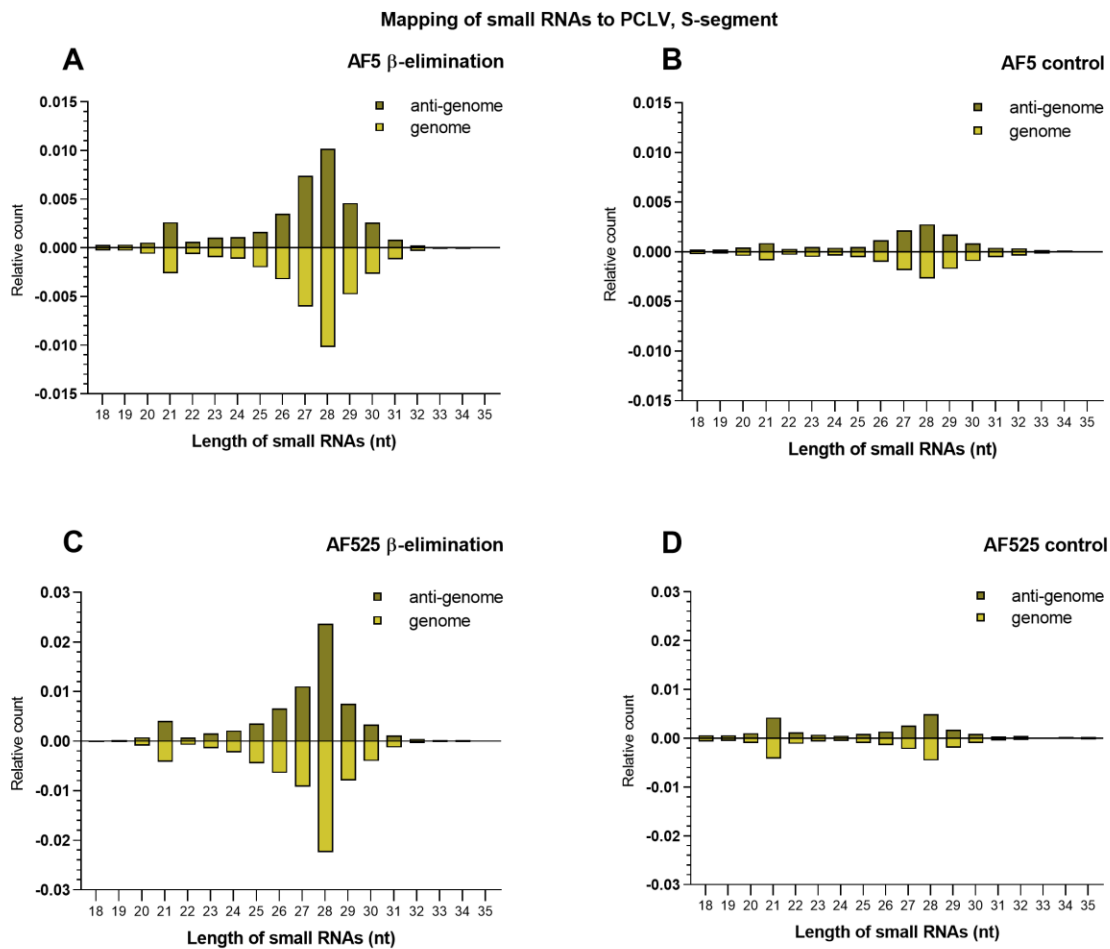 Mapping of small RNAs to PCLV, S-segment
A
AF5 β-elimination
anti-genome
genome
0.015
0.010
0.005
0.000
-0.005
-0.010
-0.015
Relative count
18 19 20 21 22 23 24 25 26 27 28 29 30 31 32 33 34 35
Length of small RNAs (nt)
B
AF5 control
anti-genome
genome
0.015
0.010
0.005
0.000
-0.005
-0.010
-0.015
Relative count
18 19 20 21 22 23 24 25 26 27 28 29 30 31 32 33 34 35
Length of small RNAs (nt)
C
AF525 β-elimination
anti-genome
genome
0.03
0.02
0.01
0.00
-0.01
-0.02
-0.03
Relative count
18 19 20 21 22 23 24 25 26 27 28 29 30 31 32 33 34 35
Length of small RNAs (nt)
D
AF525 control
anti-genome
genome
0.03
0.02
0.01
0.00
-0.01
-0.02
-0.03
Relative count
18 19 20 21 22 23 24 25 26 27 28 29 30 31 32 33 34 35
Length of small RNAs (nt)